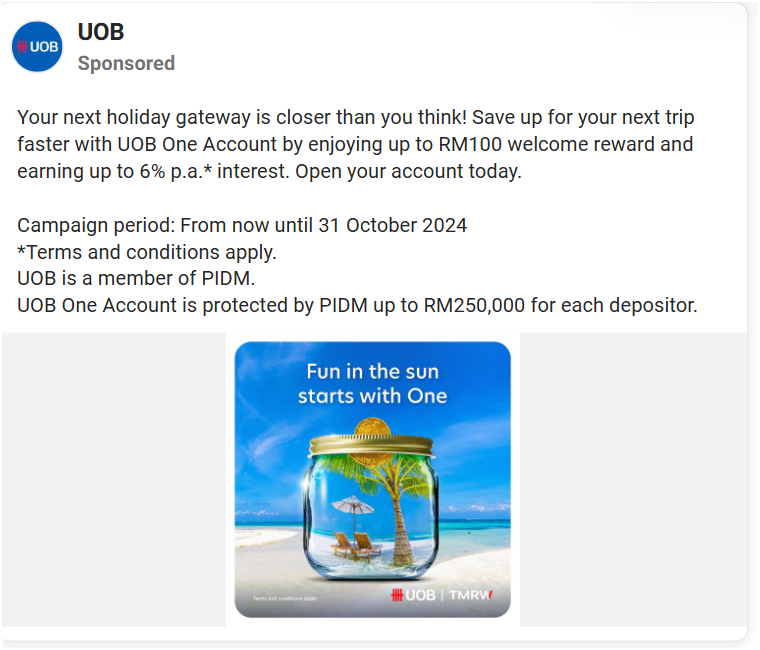 UOB
UOB
Sponsored
Your next holiday gateway is closer than you think! Save up for your next trip
faster with UOB One Account by enjoying up to RM100 welcome reward and
earning up to 6% p.a.* interest. Open your account today.
Campaign period: From now until 31 October 2024
*Terms and conditions apply.
UOB is a member of PIDM.
UOB One Account is protected by PIDM up to RM250,000 for each depositor.
Fun in the sun
starts with One
Terms and conditions apply.
UOB | TMRW